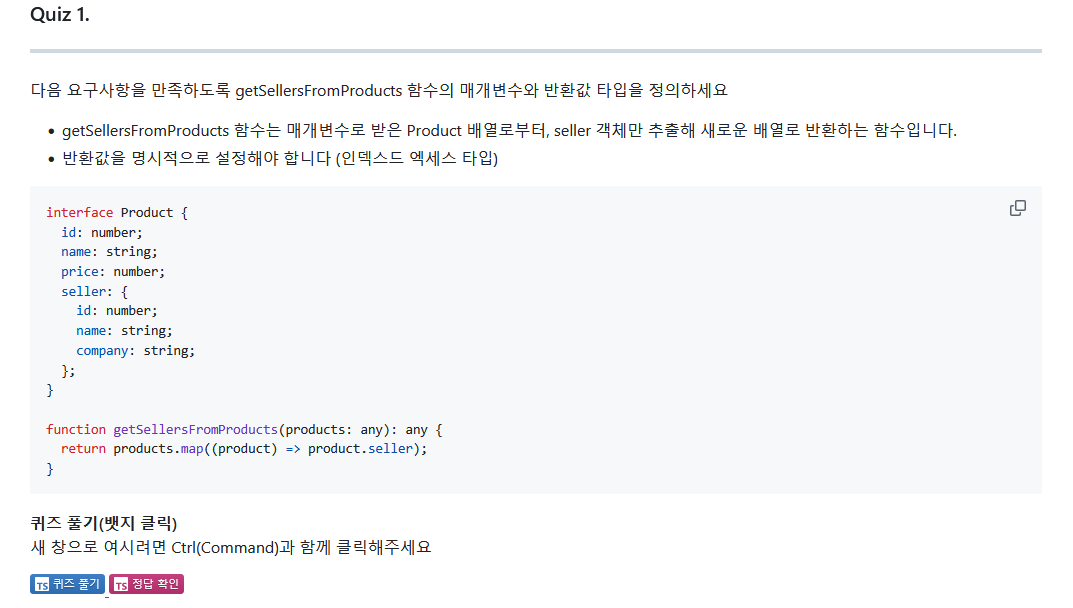 Quiz 1.
다음 요구사항을 만족하도록 getSellersFromProducts 함수의 매개변수와 반환값 타입을 정의하세요
• getSellersFromProducts 함수는 매개변수로 받은 Product 배열로부터, seller 객체만 추출해 새로운 배열로 반환하는 함수입니다.
• 반환값을 명시적으로 설정해야 합니다 (인덱스드 엑세스 타입)
interface Product {
  id: number;
  name: string;
  price: number;
  seller: {
    id: number;
    name: string;
    company: string;
  };
}
function getSellersFromProducts(products: any): any {
  return products.map((product) => product.seller);
}
퀴즈 풀기(뱃지 클릭)
새 창으로 여시려면 Ctrl(Command)과 함께 클릭해주세요
TS 퀴즈 풀기 TS 정답 확인